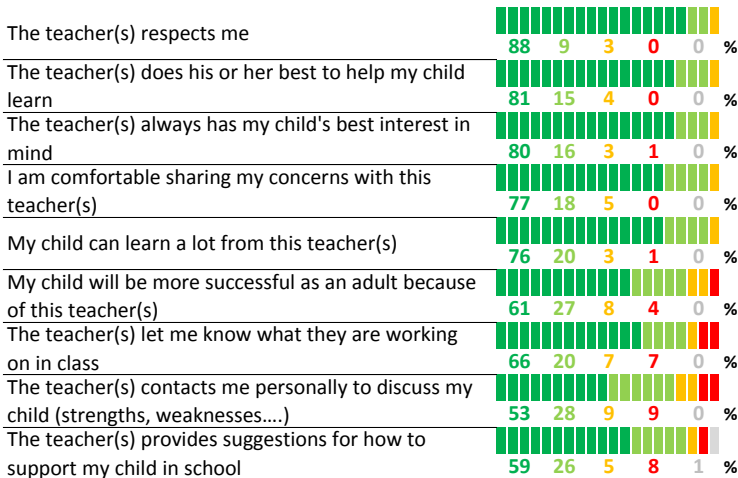 The teacher(s) respects me
88 9 3 0 0 %
The teacher(s) does his or her best to help my child
learn
81 15 4 0 0 %
The teacher(s) always has my child's best interest in
mind
80 16 3 1 0 %
I am comfortable sharing my concerns with this
teacher(s)
77 18 5 0 0 %
My child can learn a lot from this teacher(s)
76 20 3 1 0 %
My child will be more successful as an adult because
of this teacher(s)
61 27 8 4 0 %
The teacher(s) let me know what they are working
on in class
66 20 7 7 0 %
The teacher(s) contacts me personally to discuss my
child (strengths, weaknesses....)
53 28 9 9 0 %
The teacher(s) provides suggestions for how to
support my child in school
59 26 5 8 1 %